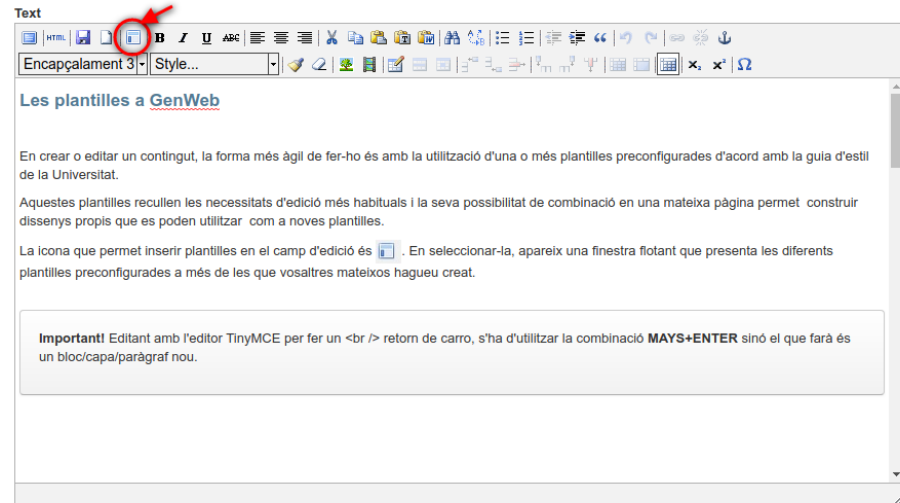 Text
HTML B I U ABC
Encapçalament 3 Style... x₂ x² Ω
Les plantilles a GenWeb
En crear o editar un contingut, la forma més àgil de fer-ho és amb la utilització d'una o més plantilles preconfigurades d'acord amb la guia d'estil
de la Universitat.
Aquestes plantilles recullen les necessitats d'edició més habituals i la seva possibilitat de combinació en una mateixa pàgina permet construir
dissenys propis que es poden utilitzar com a noves plantilles.
La icona que permet inserir plantilles en el camp d'edició és . En seleccionar-la, apareix una finestra flotant que presenta les diferents
plantilles preconfigurades a més de les que vosaltres mateixos hagueu creat.
Important! Editant amb l'editor TinyMCE per fer un <br /> retorn de carro, s'ha d'utilitzar la combinació MAYS+ENTER sinó el que farà és
un bloc/capa/paràgraf nou.